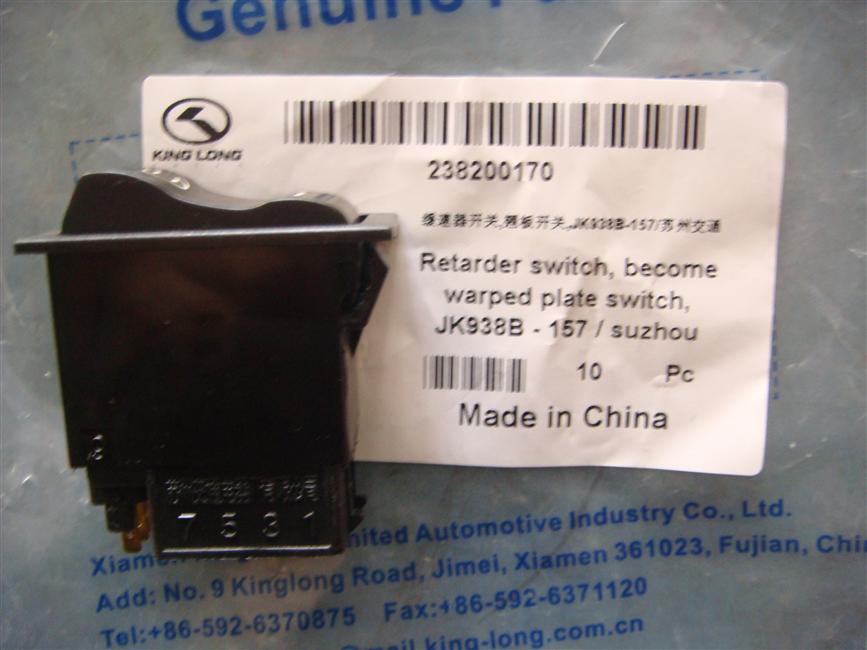 Genuine
KING LONG
238200170
缓速器开关,翘板开关,JK938B-157/苏州交通
Retarder switch, become
warped plate switch,
JK938B - 157 / suzhou
10 Pc
Made in China
7 5 3 1
8
United Automotive Industry Co., Ltd.
Add: No. 9 Kinglong Road, Jimei, Xiamen 361023, Fujian,
Tel:+86-592-6370875 Fax:+86-592-6371120
mail.king-long.com.cn